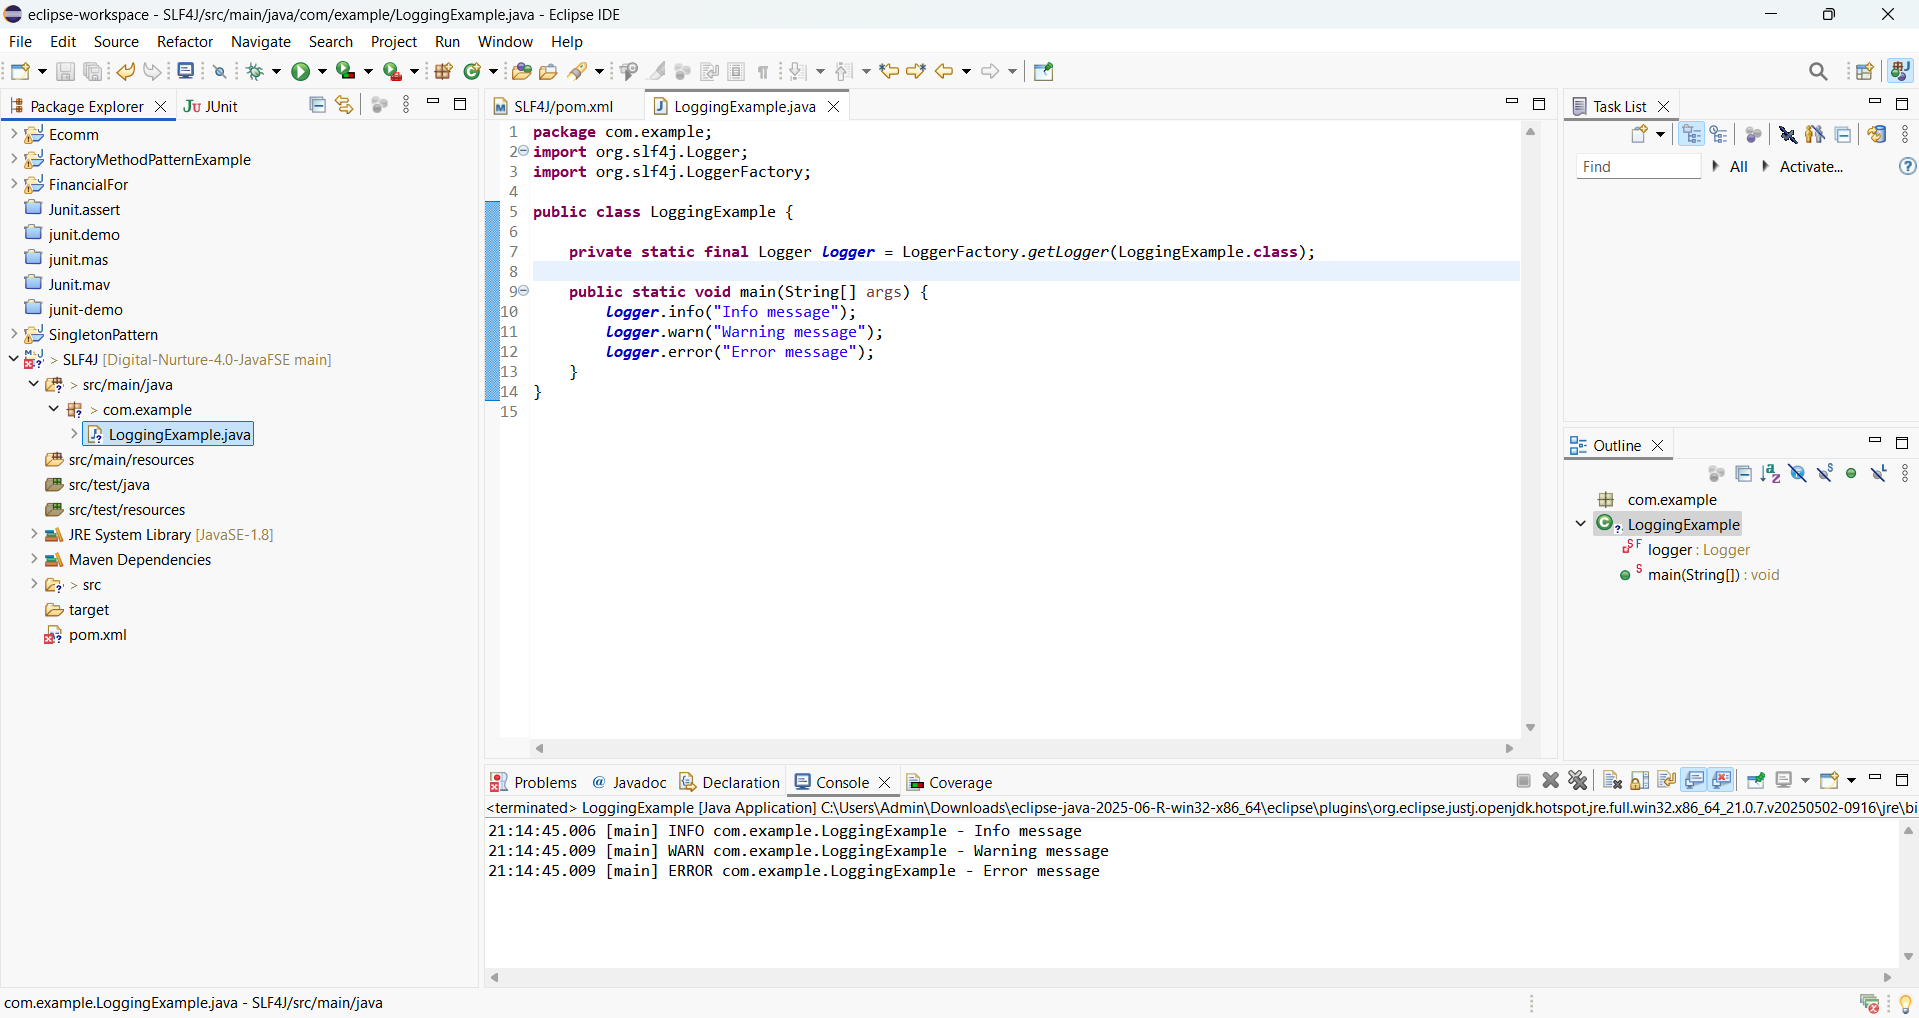 eclipse-workspace - SLF4J/src/main/java/com/example/LoggingExample.java - Eclipse IDE
File Edit Source Refactor Navigate Search Project Run Window Help
Package Explorer
JUnit
Ecomm
FactoryMethodPatternExample
FinancialFor
Junit.assert
junit.demo
junit.mas
Junit.mav
junit-demo
SingletonPattern
> SLF4J [Digital-Nurture-4.0-JavaFSE main]
> src/main/java
> com.example
LoggingExample.java
src/main/resources
src/test/java
src/test/resources
JRE System Library [JavaSE-1.8]
Maven Dependencies
> src
target
pom.xml
SLF4J/pom.xml
LoggingExample.java
1 package com.example;
2 import org.slf4j.Logger;
3 import org.slf4j.LoggerFactory;
4
5 public class LoggingExample {
6
7 private static final Logger logger = LoggerFactory.getLogger(LoggingExample.class);
8
9 public static void main(String[] args) {
10 logger.info("Info message");
11 logger.warn("Warning message");
12 logger.error("Error message");
13 }
14 }
15
Task List
Find
All
Activate...
Outline
com.example
LoggingExample
logger : Logger
main(String[]) : void
Problems
@ Javadoc
Declaration
Console
Coverage
<terminated> LoggingExample [Java Application] C:\Users\Admin\Downloads\eclipse-java-2025-06-R-win32-x86_64\eclipse\plugins\org.eclipse.justj.openjdk.hotspot.jre.full.win32.x86_64_21.0.7.v20250502-0916\jre\bi
21:14:45.006 [main] INFO com.example.LoggingExample - Info message
21:14:45.009 [main] WARN com.example.LoggingExample - Warning message
21:14:45.009 [main] ERROR com.example.LoggingExample - Error message
com.example.LoggingExample.java - SLF4J/src/main/java